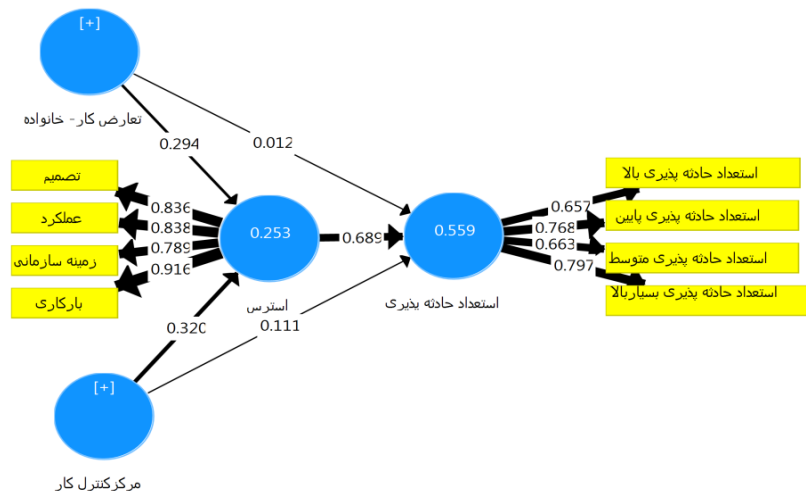 [+]
تعارض کار- خانواده
0.294
0.012
تصمیم
عملکرد
زمینه سازمانی
بارکاری
0.836
0.838
0.789
0.916
0.253
استرس
0.689
0.559
استعداد حادثه پذیری
0.657
0.768
0.663
0.797
استعداد حادثه پذیری بالا
استعداد حادثه پذیری پایین
استعداد حادثه پذیری متوسط
استعداد حادثه پذیری بسیاربالا
0.320
0.111
[+]
مرکزکنترل کار